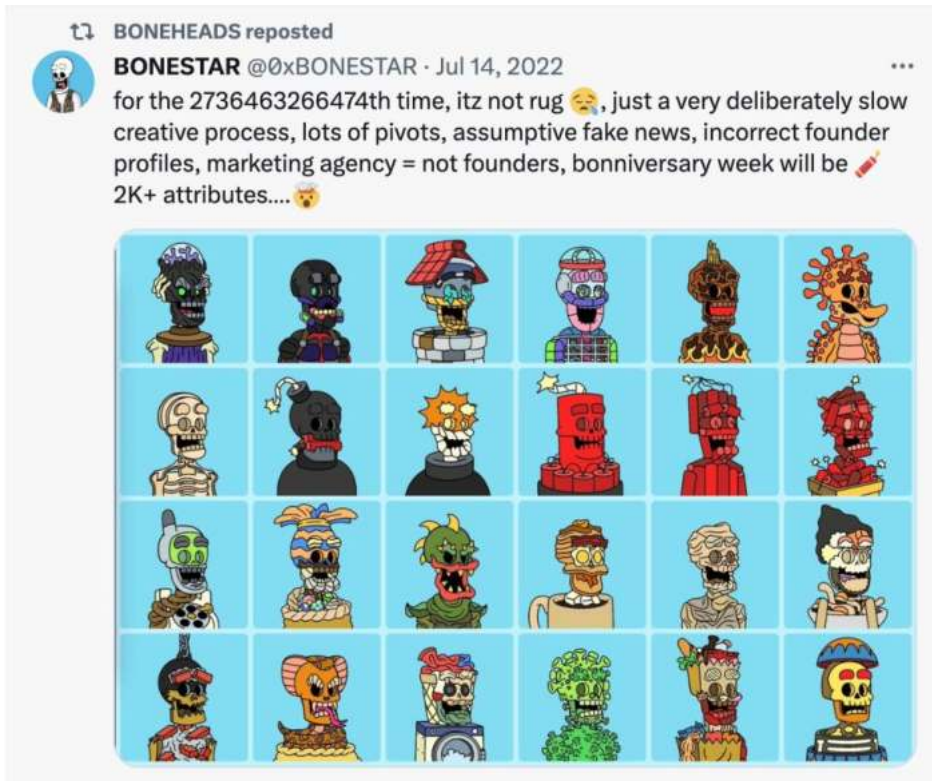 BONEHEADS reposted
BONESTAR @0xBONESTAR · Jul 14, 2022
for the 2736463266474th time, itz not rug 😪, just a very deliberately slow
creative process, lots of pivots, assumptive fake news, incorrect founder
profiles, marketing agency = not founders, bonniversary week will be 🧨
2K+ attributes....🤯